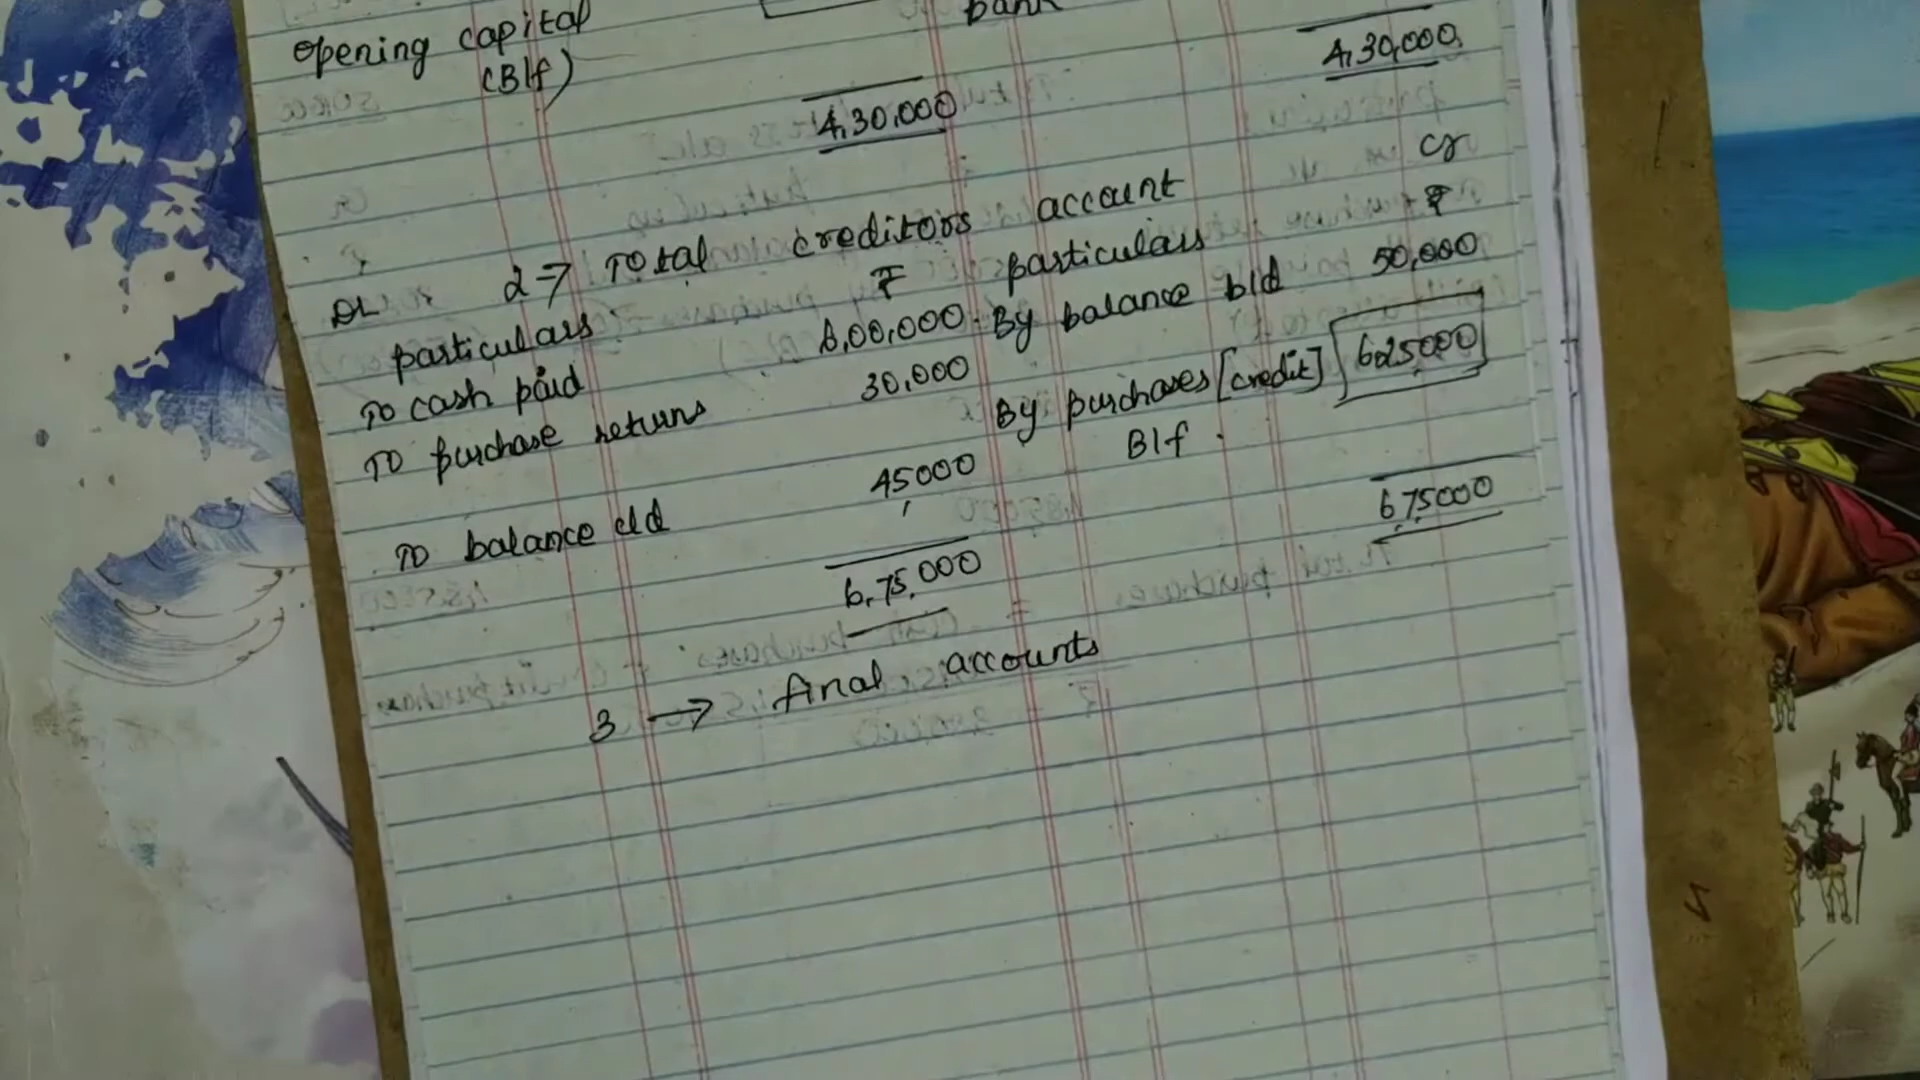 Opening capital
(B/f)
bank
4,30,000
4,30,000
2→ Total creditors account
Dr
Cr
particulars ₹ particulars ₹
To cash paid 6,00,000 By balance b/d 50,000
To purchase returns 30,000 By purchases [credit] 625000
B/f
To balance c/d 45000
6,75,000 675000
3 → final accounts